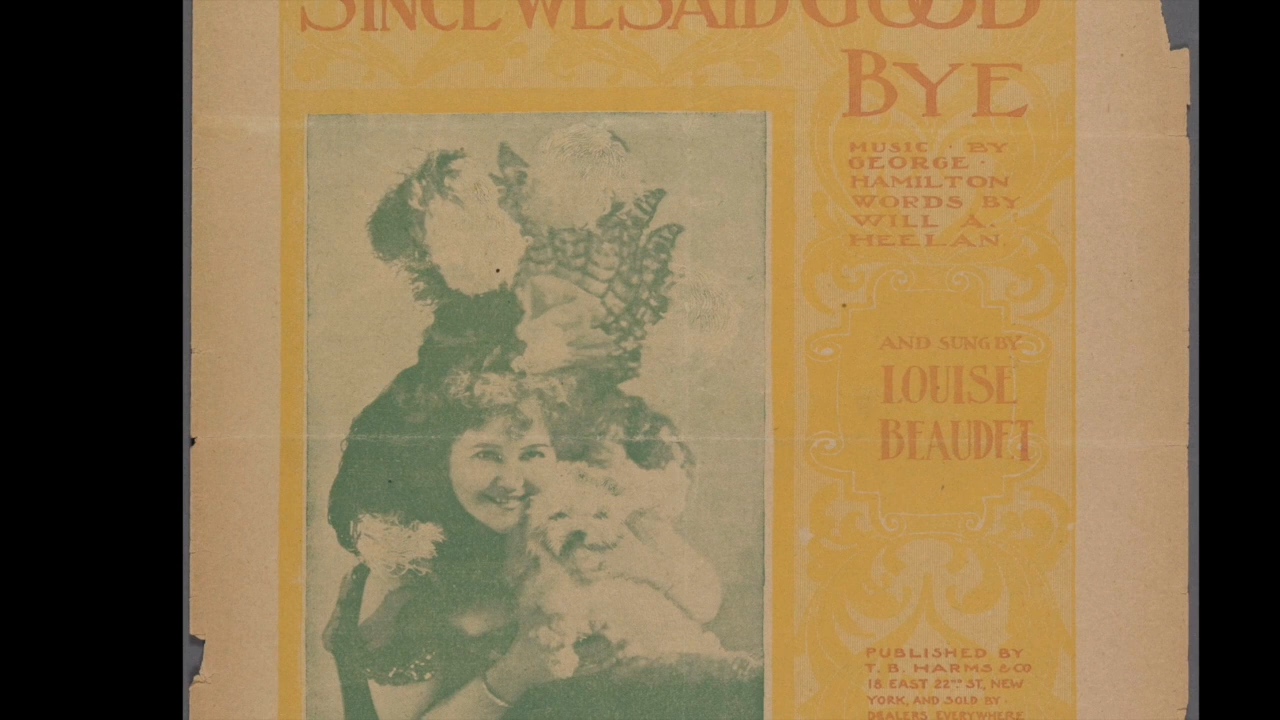 SINCE WE SAID GOOD
BYE
MUSIC · BY
GEORGE ·
HAMILTON
WORDS BY
WILL A.
HEELAN.
AND SUNG BY
LOUISE
BEAUDET
PUBLISHED BY
T. B. HARMS & CO
18 EAST 22ND ST, NEW
YORK, AND SOLD BY
DEALERS EVERYWHERE